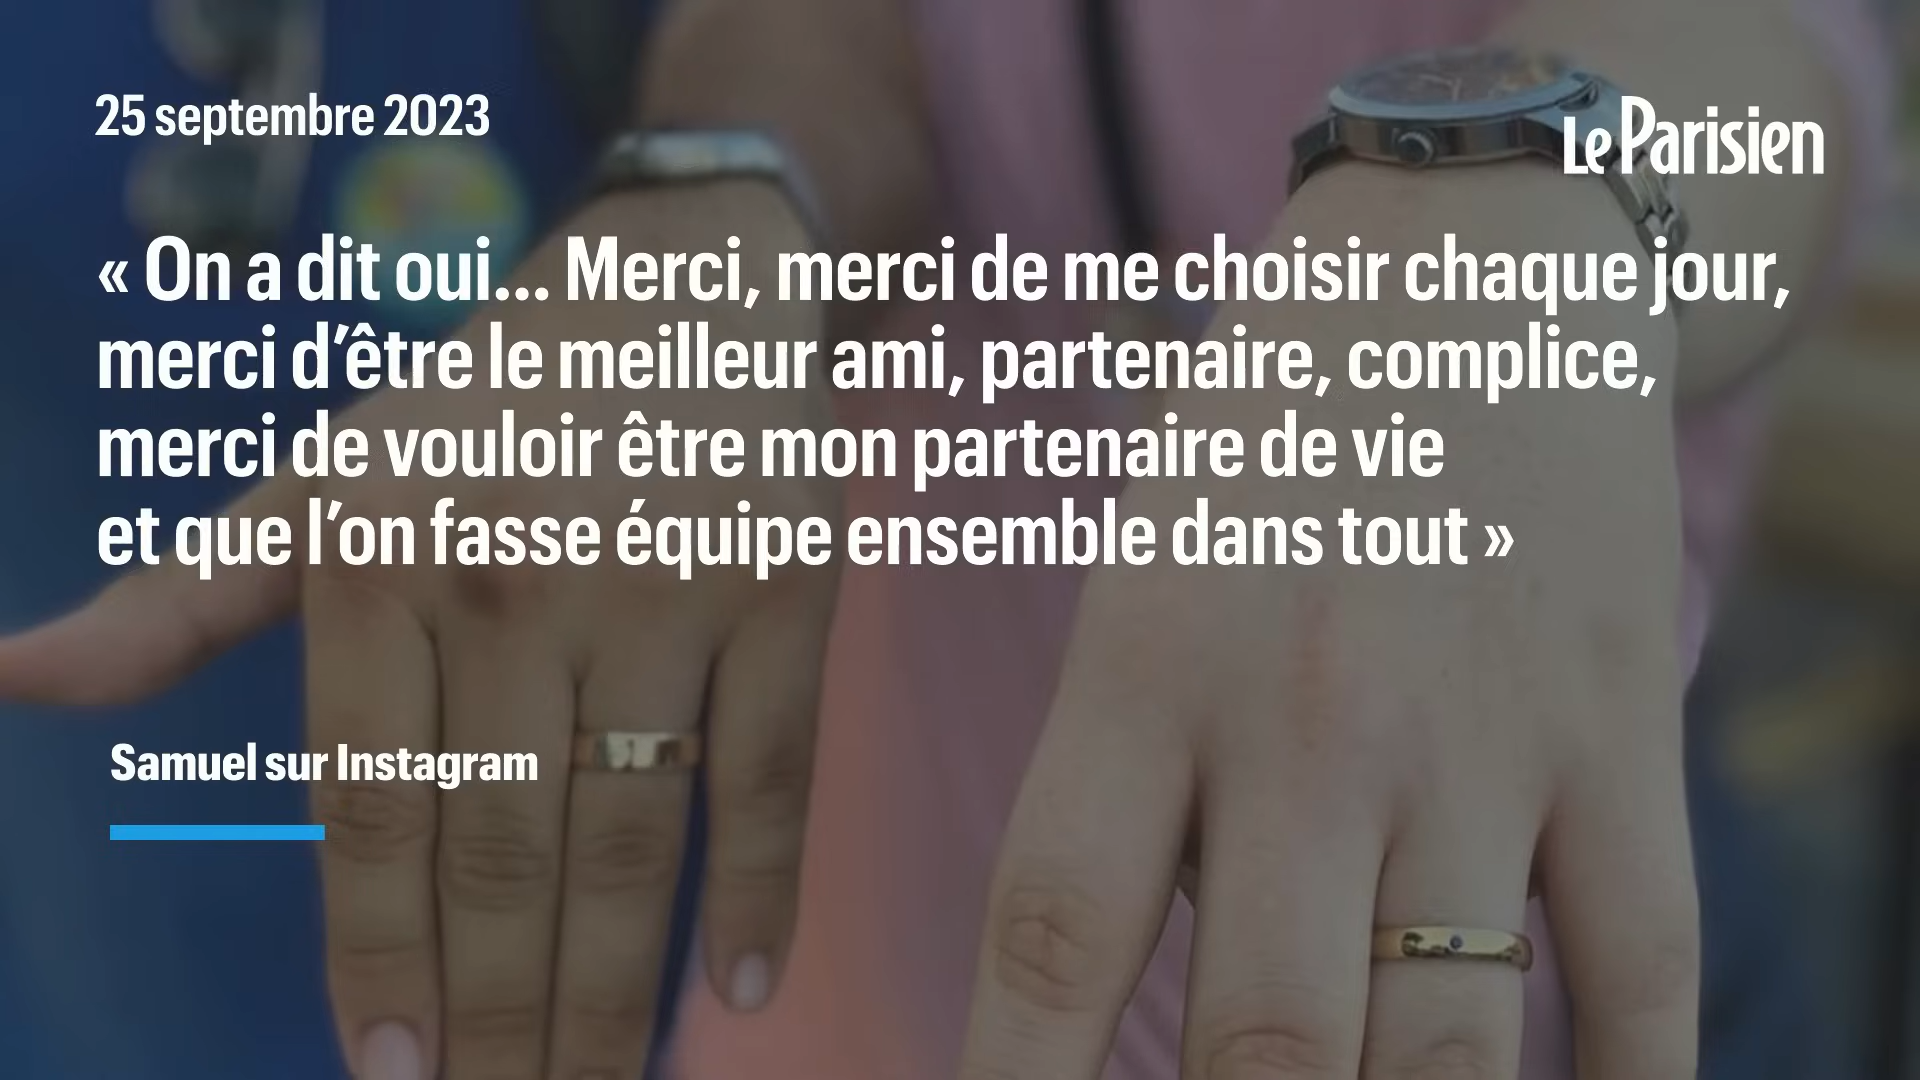 25 septembre 2023
Le Parisien
« On a dit oui... Merci, merci de me choisir chaque jour,
merci d’être le meilleur ami, partenaire, complice,
merci de vouloir être mon partenaire de vie
et que l’on fasse équipe ensemble dans tout »
Samuel sur Instagram